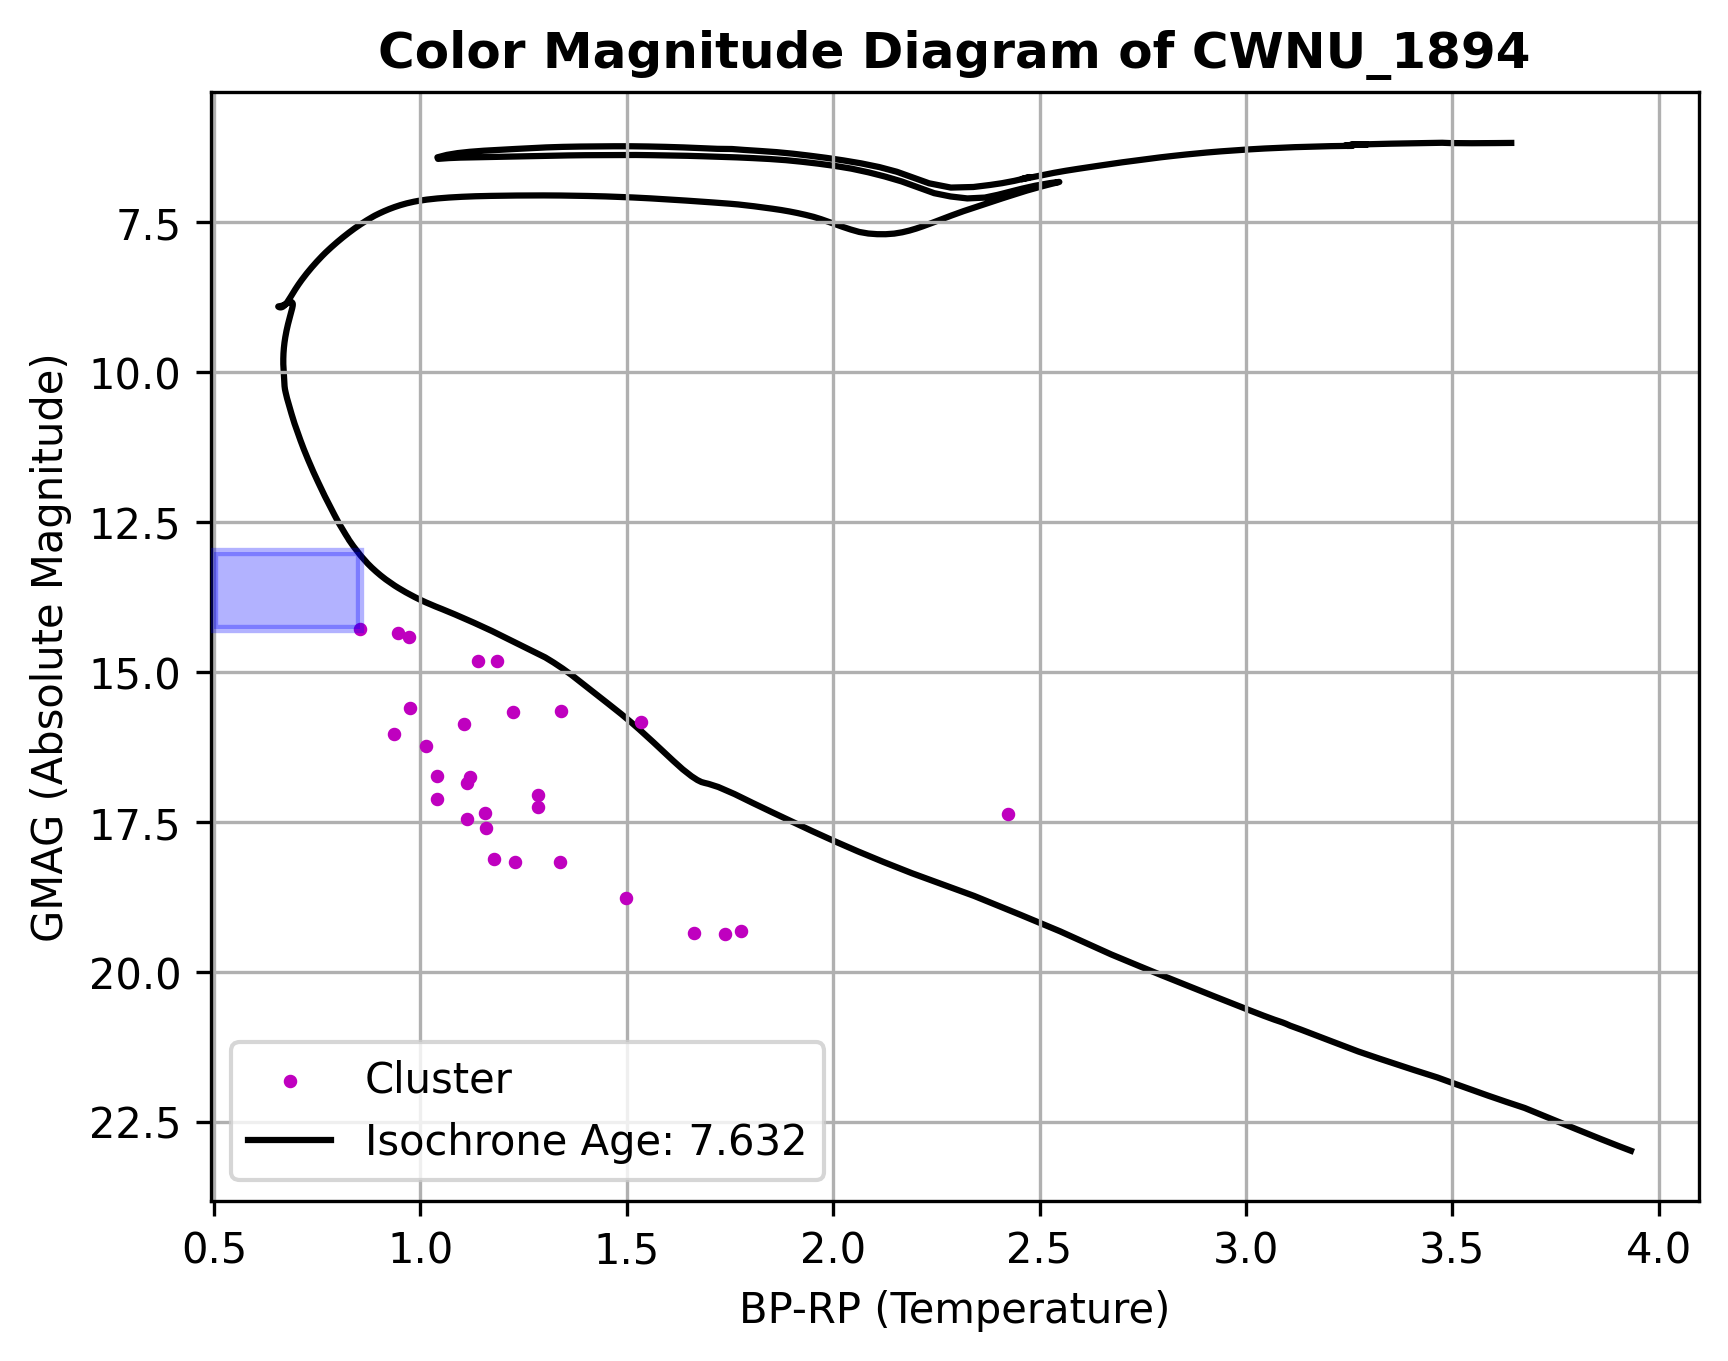 Color Magnitude Diagram of CWNU_1894
GMAG (Absolute Magnitude)
7.5
10.0
12.5
15.0
17.5
20.0
22.5
Cluster
Isochrone Age: 7.632
0.5 1.0 1.5 2.0 2.5 3.0 3.5 4.0
BP-RP (Temperature)